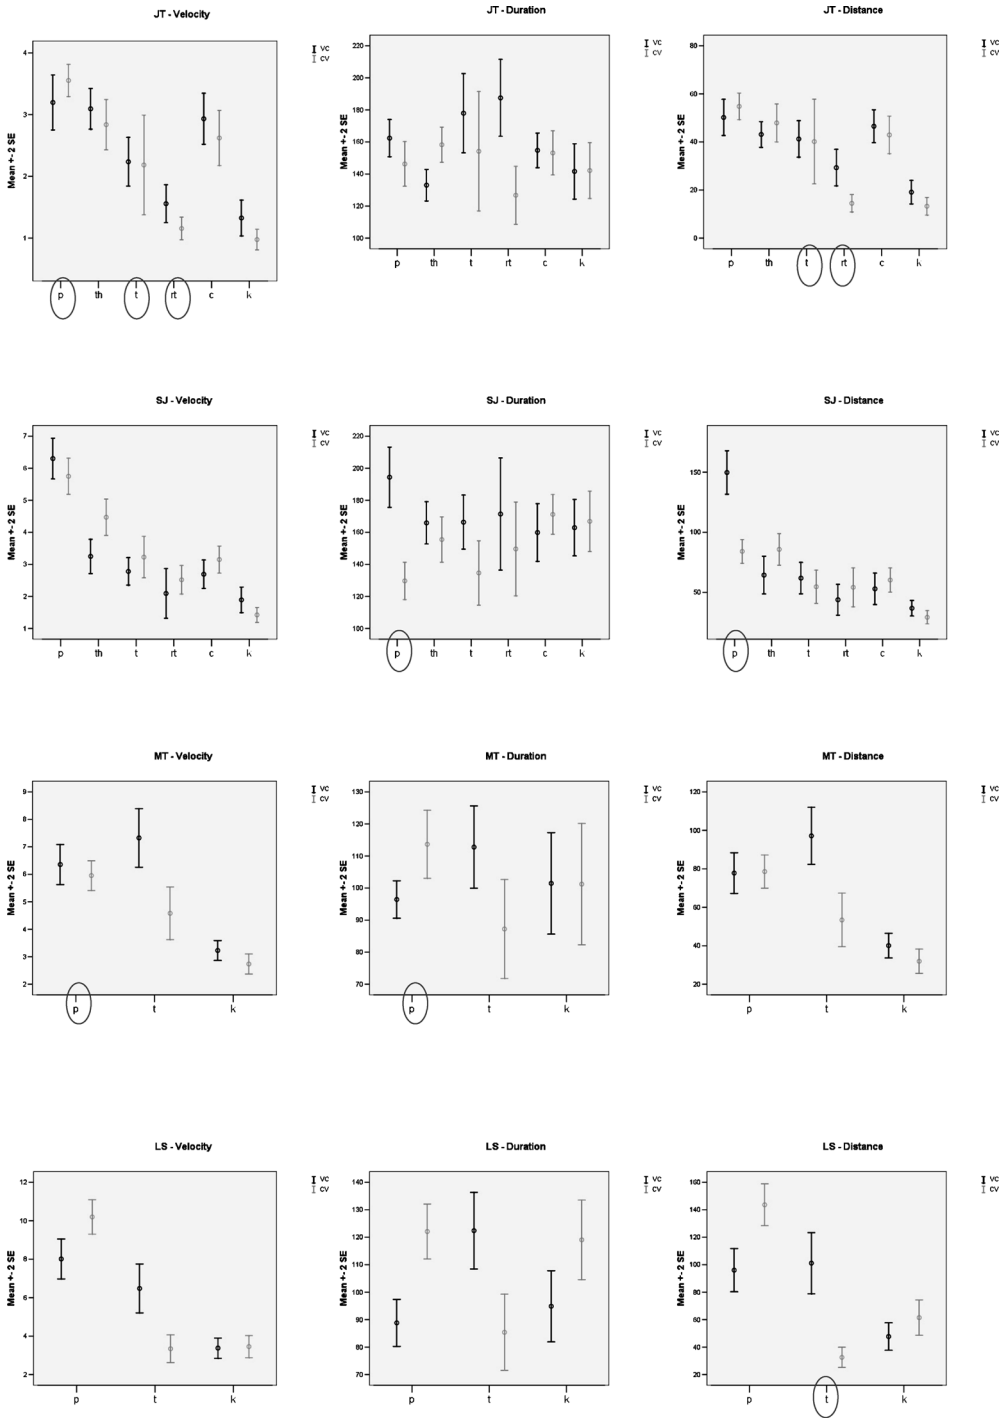 JT - Velocity
VC
CV
Mean +- 2 SE
4
3
2
1
p th t rt c k
JT - Duration
VC
CV
Mean +- 2 SE
220
200
180
160
140
120
100
p th t rt c k
JT - Distance
VC
CV
Mean +- 2 SE
80
60
40
20
0
p th t rt c k
SJ - Velocity
VC
CV
Mean +- 2 SE
7
6
5
4
3
2
1
p th t rt c k
SJ - Duration
VC
CV
Mean +- 2 SE
220
200
180
160
140
120
100
p th t rt c k
SJ - Distance
VC
CV
Mean +- 2 SE
150
100
50
p th t rt c k
MT - Velocity
VC
CV
Mean +- 2 SE
9
8
7
6
5
4
3
2
p t k
MT - Duration
VC
CV
Mean +- 2 SE
130
120
110
100
90
80
70
p t k
MT - Distance
VC
CV
Mean +- 2 SE
120
100
80
60
40
20
p t k
LS - Velocity
VC
CV
Mean +- 2 SE
12
10
8
6
4
2
p t k
LS - Duration
VC
CV
Mean +- 2 SE
140
130
120
110
100
90
80
70
p t k
LS - Distance
VC
CV
Mean +- 2 SE
160
140
120
100
80
60
40
20
p t k